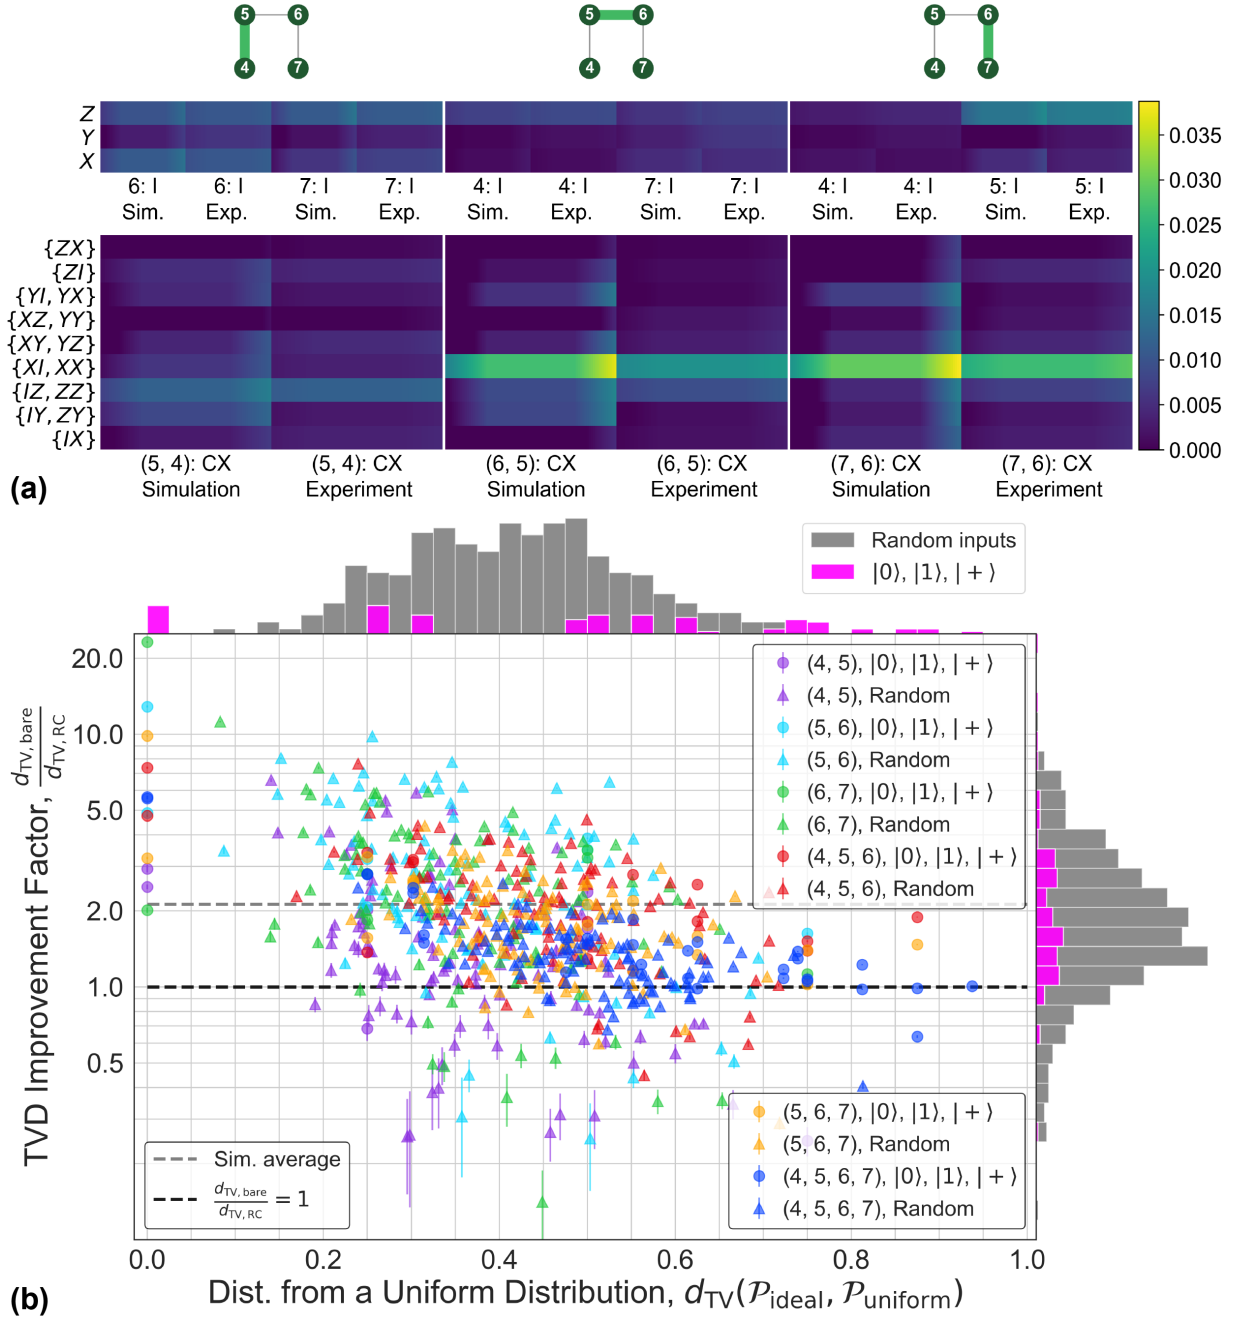 5 6
4 7
5 6
4 7
5 6
4 7
Z
Y
X
6: I 6: I 7: I 7: I 4: I 4: I 7: I 7: I 4: I 4: I 5: I 5: I
Sim. Exp. Sim. Exp. Sim. Exp. Sim. Exp. Sim. Exp. Sim. Exp.
{ZX}
{ZI}
{YI, YX}
{XZ, YY}
{XY, YZ}
{XI, XX}
{IZ, ZZ}
{IY, ZY}
{IX}
0.035
0.030
0.025
0.020
0.015
0.010
0.005
0.000
(5, 4): CX (5, 4): CX (6, 5): CX (6, 5): CX (7, 6): CX (7, 6): CX
Simulation Experiment Simulation Experiment Simulation Experiment
(a)
Random inputs
|0⟩, |1⟩, |+⟩
TVD Improvement Factor, d_TV, bare / d_TV, RC
20.0
10.0
5.0
2.0
1.0
0.5
(4, 5), |0⟩, |1⟩, |+⟩
(4, 5), Random
(5, 6), |0⟩, |1⟩, |+⟩
(5, 6), Random
(6, 7), |0⟩, |1⟩, |+⟩
(6, 7), Random
(4, 5, 6), |0⟩, |1⟩, |+⟩
(4, 5, 6), Random
(5, 6, 7), |0⟩, |1⟩, |+⟩
(5, 6, 7), Random
(4, 5, 6, 7), |0⟩, |1⟩, |+⟩
(4, 5, 6, 7), Random
Sim. average
d_TV, bare / d_TV, RC = 1
0.0 0.2 0.4 0.6 0.8 1.0
Dist. from a Uniform Distribution, d_TV(𝒫_ideal, 𝒫_uniform)
(b)